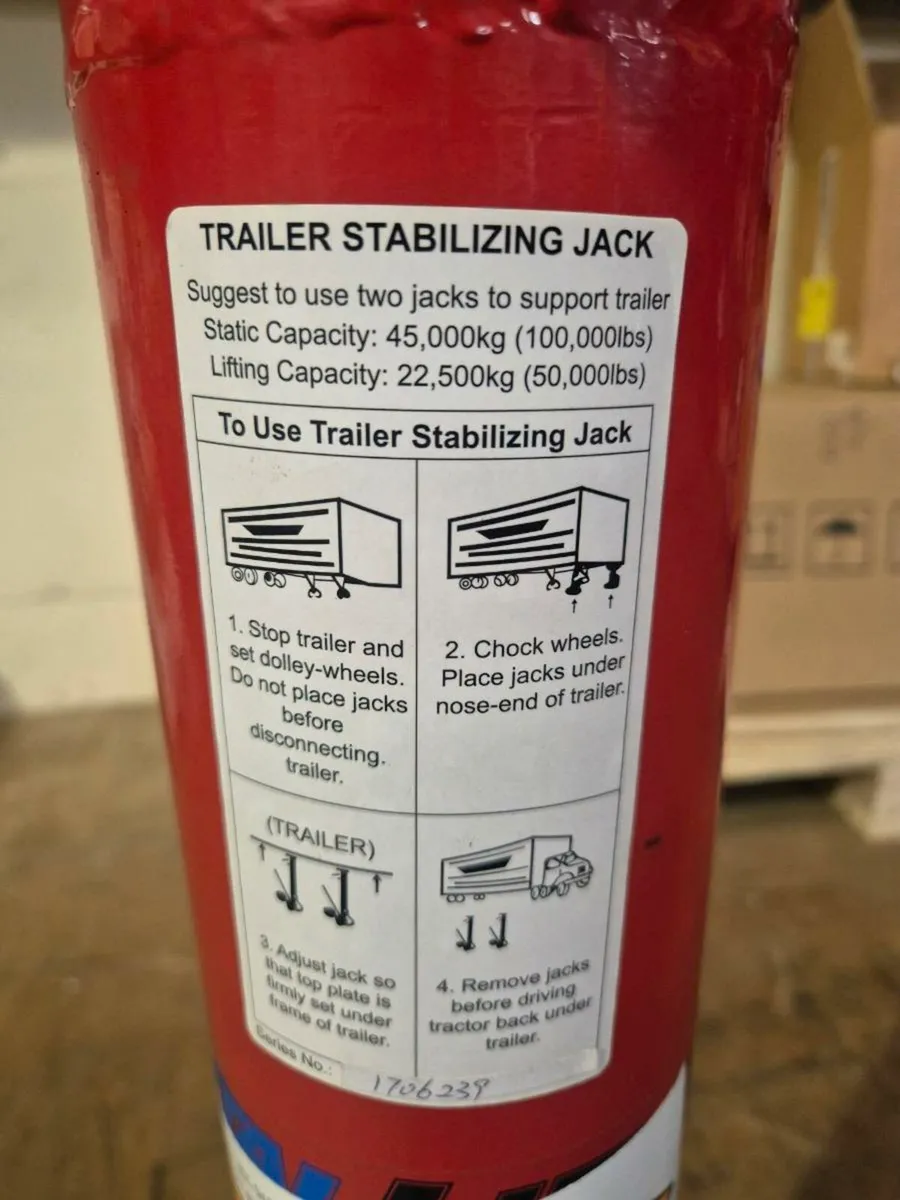 TRAILER STABILIZING JACK
Suggest to use two jacks to support trailer
Static Capacity: 45,000kg (100,000lbs)
Lifting Capacity: 22,500kg (50,000lbs)
To Use Trailer Stabilizing Jack
1. Stop trailer and
set dolley-wheels.
Do not place jacks
before
disconnecting.
trailer.
2. Chock wheels.
Place jacks under
nose-end of trailer.
(TRAILER)
3. Adjust jack so
that top plate is
firmly set under
frame of trailer.
4. Remove jacks
before driving
tractor back under
trailer.
Series No.:
1706239